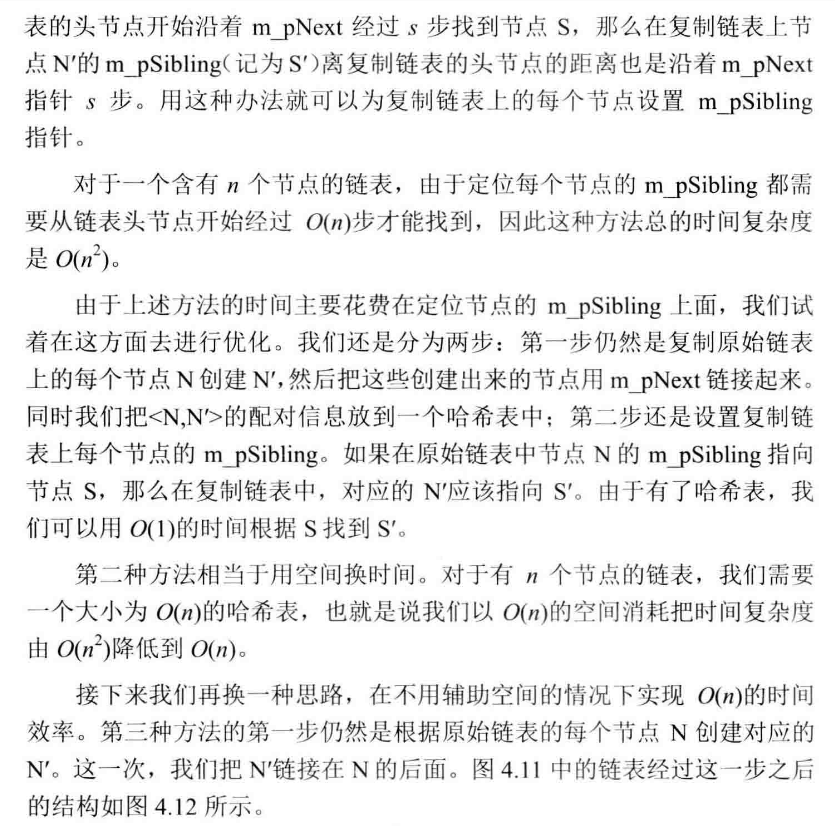 表的头节点开始沿着 m_pNext 经过 s 步找到节点 S，那么在复制链表上节
点 N′的 m_pSibling（记为 S′）离复制链表的头节点的距离也是沿着 m_pNext
指针 s 步。用这种办法就可以为复制链表上的每个节点设置 m_pSibling
指针。
对于一个含有 n 个节点的链表，由于定位每个节点的 m_pSibling 都需
要从链表头节点开始经过 O(n)步才能找到，因此这种方法总的时间复杂度
是 O(n²)。
由于上述方法的时间主要花费在定位节点的 m_pSibling 上面，我们试
着在这方面去进行优化。我们还是分为两步：第一步仍然是复制原始链表
上的每个节点 N 创建 N′，然后把这些创建出来的节点用 m_pNext 链接起来。
同时我们把<N,N′>的配对信息放到一个哈希表中；第二步还是设置复制链
表上每个节点的 m_pSibling。如果在原始链表中节点 N 的 m_pSibling 指向
节点 S，那么在复制链表中，对应的 N′应该指向 S′。由于有了哈希表，我
们可以用 O(1)的时间根据 S 找到 S′。
第二种方法相当于用空间换时间。对于有 n 个节点的链表，我们需要
一个大小为 O(n)的哈希表，也就是说我们以 O(n)的空间消耗把时间复杂度
由 O(n²)降低到 O(n)。
接下来我们再换一种思路，在不用辅助空间的情况下实现 O(n)的时间
效率。第三种方法的第一步仍然是根据原始链表的每个节点 N 创建对应的
N′。这一次，我们把 N′链接在 N 的后面。图 4.11 中的链表经过这一步之后
的结构如图 4.12 所示。